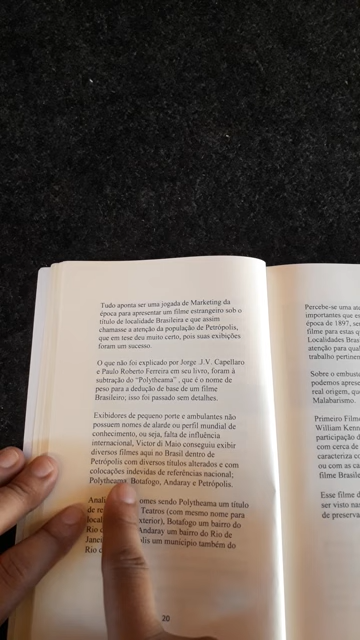 Tudo aponta ser uma jogada de Marketing da
época para apresentar um filme estrangeiro sob o
título de localidade Brasileira e que assim
chamasse a atenção da população de Petrópolis,
que em tese deu muito certo, pois suas exibições
foram um sucesso.
O que não foi explicado por Jorge .J.V. Capellaro
e Paulo Roberto Ferreira em seu livro, foram à
subtração do "Polytheama" , que é o nome de
peso para a dedução de base de um filme
Brasileiro; isso foi passado sem detalhes.
Exibidores de pequeno porte e ambulantes não
possuem nomes de alarde ou perfil mundial de
conhecimento, ou seja, falta de influência
internacional, Victor di Maio conseguiu exibir
diversos filmes aqui no Brasil dentro de
Petrópolis com diversos títulos alterados e com
colocações indevidas de referências nacional;
Polytheama, Botafogo, Andaray e Petrópolis.
omes sendo Polytheama um título
de Teatros (com mesmo nome para
exterior), Botafogo um bairro do
Rio Andaray um bairro do Rio de
Jane olis um município também do
Rio
20
Percebe-se uma
importantes que
época de 1897,
filme para estas
Localidades Bras
atenção para qual
trabalho pertinen
Sobre o embuste
podemos apresen
real origem, que
Malabarismo.
Primeiro Film
William Kenn
participação d
com cerca de
caracteriza co
ou com as ca
filme Brasile
Esse filme d
ser visto nas
de preserva